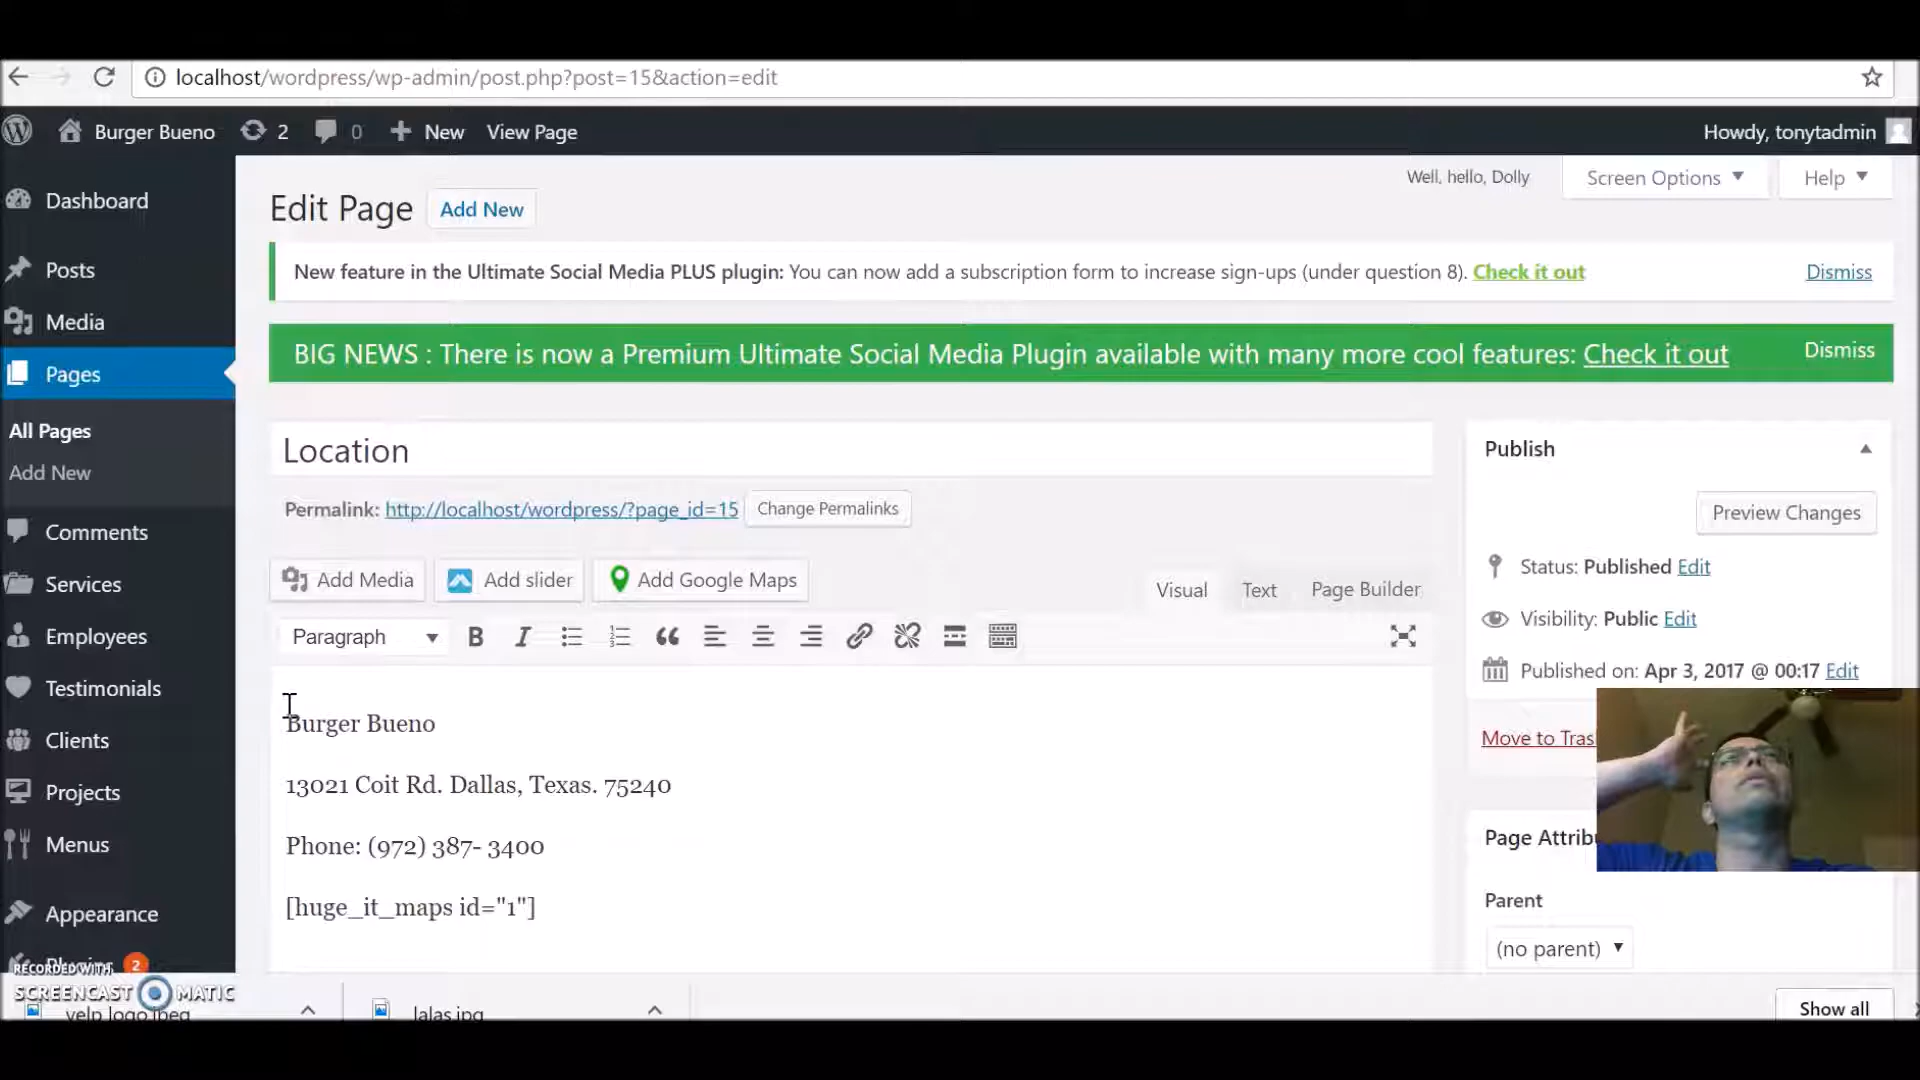 localhost/wordpress/wp-admin/post.php?post=15&action=edit
Burger Bueno 2 0 New View Page Howdy, tonytadmin
Well, hello, Dolly Screen Options Help
Dashboard
Posts
Media
Pages
All Pages
Add New
Comments
Services
Employees
Testimonials
Clients
Projects
Menus
Appearance
Plugins 2
Edit Page Add New
New feature in the Ultimate Social Media PLUS plugin: You can now add a subscription form to increase sign-ups (under question 8). Check it out Dismiss
BIG NEWS : There is now a Premium Ultimate Social Media Plugin available with many more cool features: Check it out Dismiss
Location
Permalink: http://localhost/wordpress/?page_id=15 Change Permalinks
Add Media Add slider Add Google Maps
Visual Text Page Builder
Paragraph
Burger Bueno
13021 Coit Rd. Dallas, Texas. 75240
Phone: (972) 387- 3400
[huge_it_maps id="1"]
Publish
Preview Changes
Status: Published Edit
Visibility: Public Edit
Published on: Apr 3, 2017 @ 00:17 Edit
Move to Tras
Page Attrib
Parent
(no parent)
RECORDED WITH
SCREENCAST MATIC
yelp logo.jpeg lalas.jpg Show all